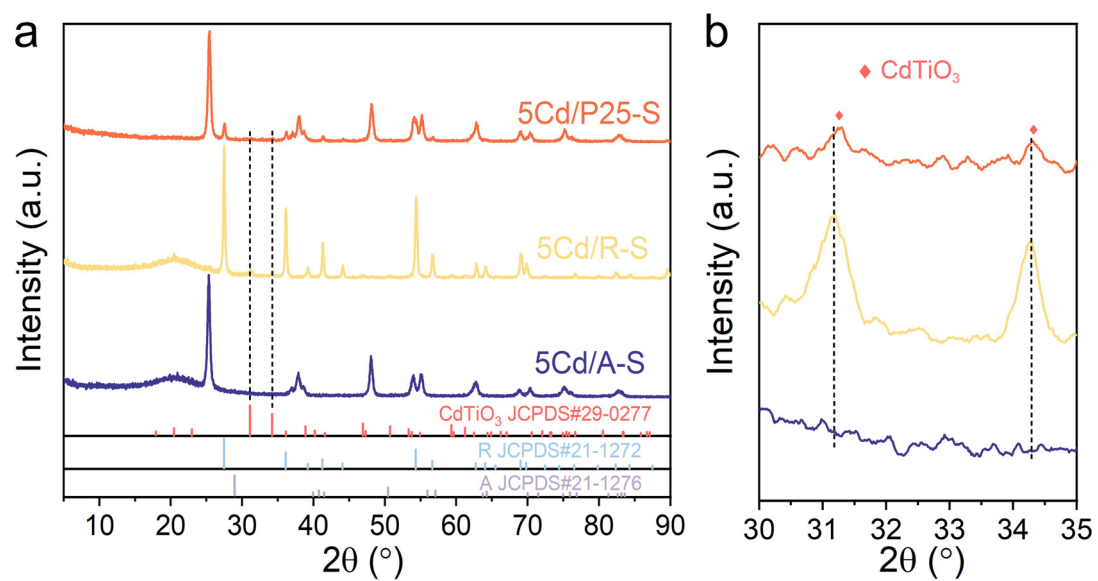 a
5Cd/P25-S
5Cd/R-S
5Cd/A-S
CdTiO₃ JCPDS#29-0277
R JCPDS#21-1272
A JCPDS#21-1276
Intensity (a.u.)
10 20 30 40 50 60 70 80 90
2θ (°)
b
CdTiO₃
Intensity (a.u.)
30 31 32 33 34 35
2θ (°)